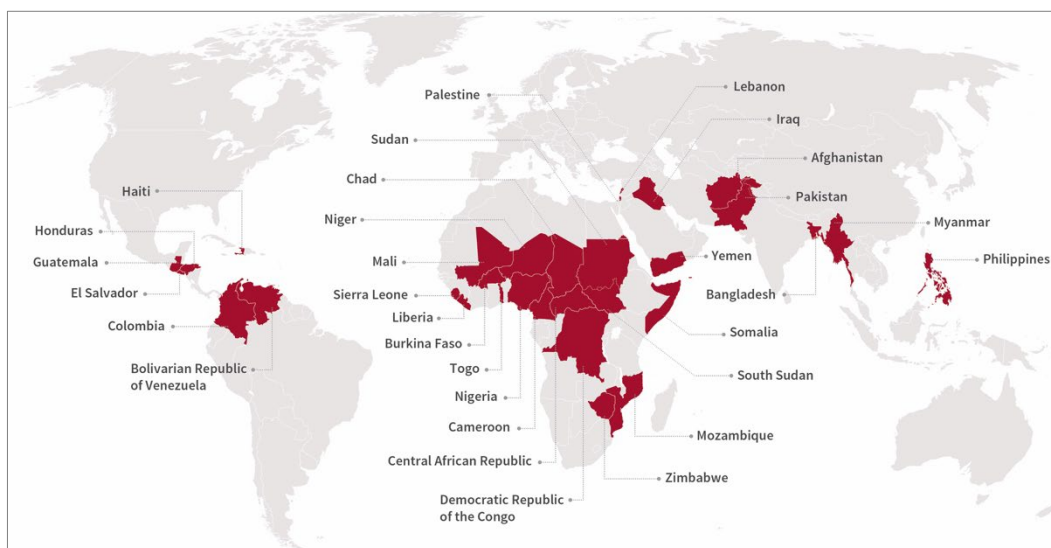 Palestine
Lebanon
Sudan
Iraq
Chad
Afghanistan
Haiti
Pakistan
Niger
Myanmar
Honduras
Guatemala
Mali
Yemen
Philippines
El Salvador
Sierra Leone
Bangladesh
Liberia
Colombia
Somalia
Burkina Faso
Bolivarian Republic
of Venezuela
Togo
South Sudan
Nigeria
Cameroon
Mozambique
Central African Republic
Zimbabwe
Democratic Republic
of the Congo